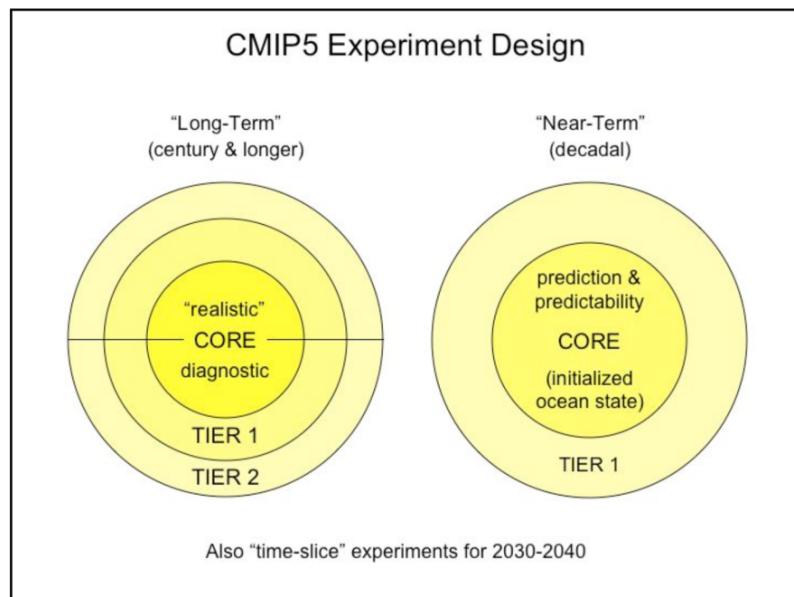 CMIP5 Experiment Design
“Long-Term”
(century & longer)
“realistic”
CORE
diagnostic
TIER 1
TIER 2
“Near-Term”
(decadal)
prediction &
predictability
CORE
(initialized
ocean state)
TIER 1
Also “time-slice” experiments for 2030-2040